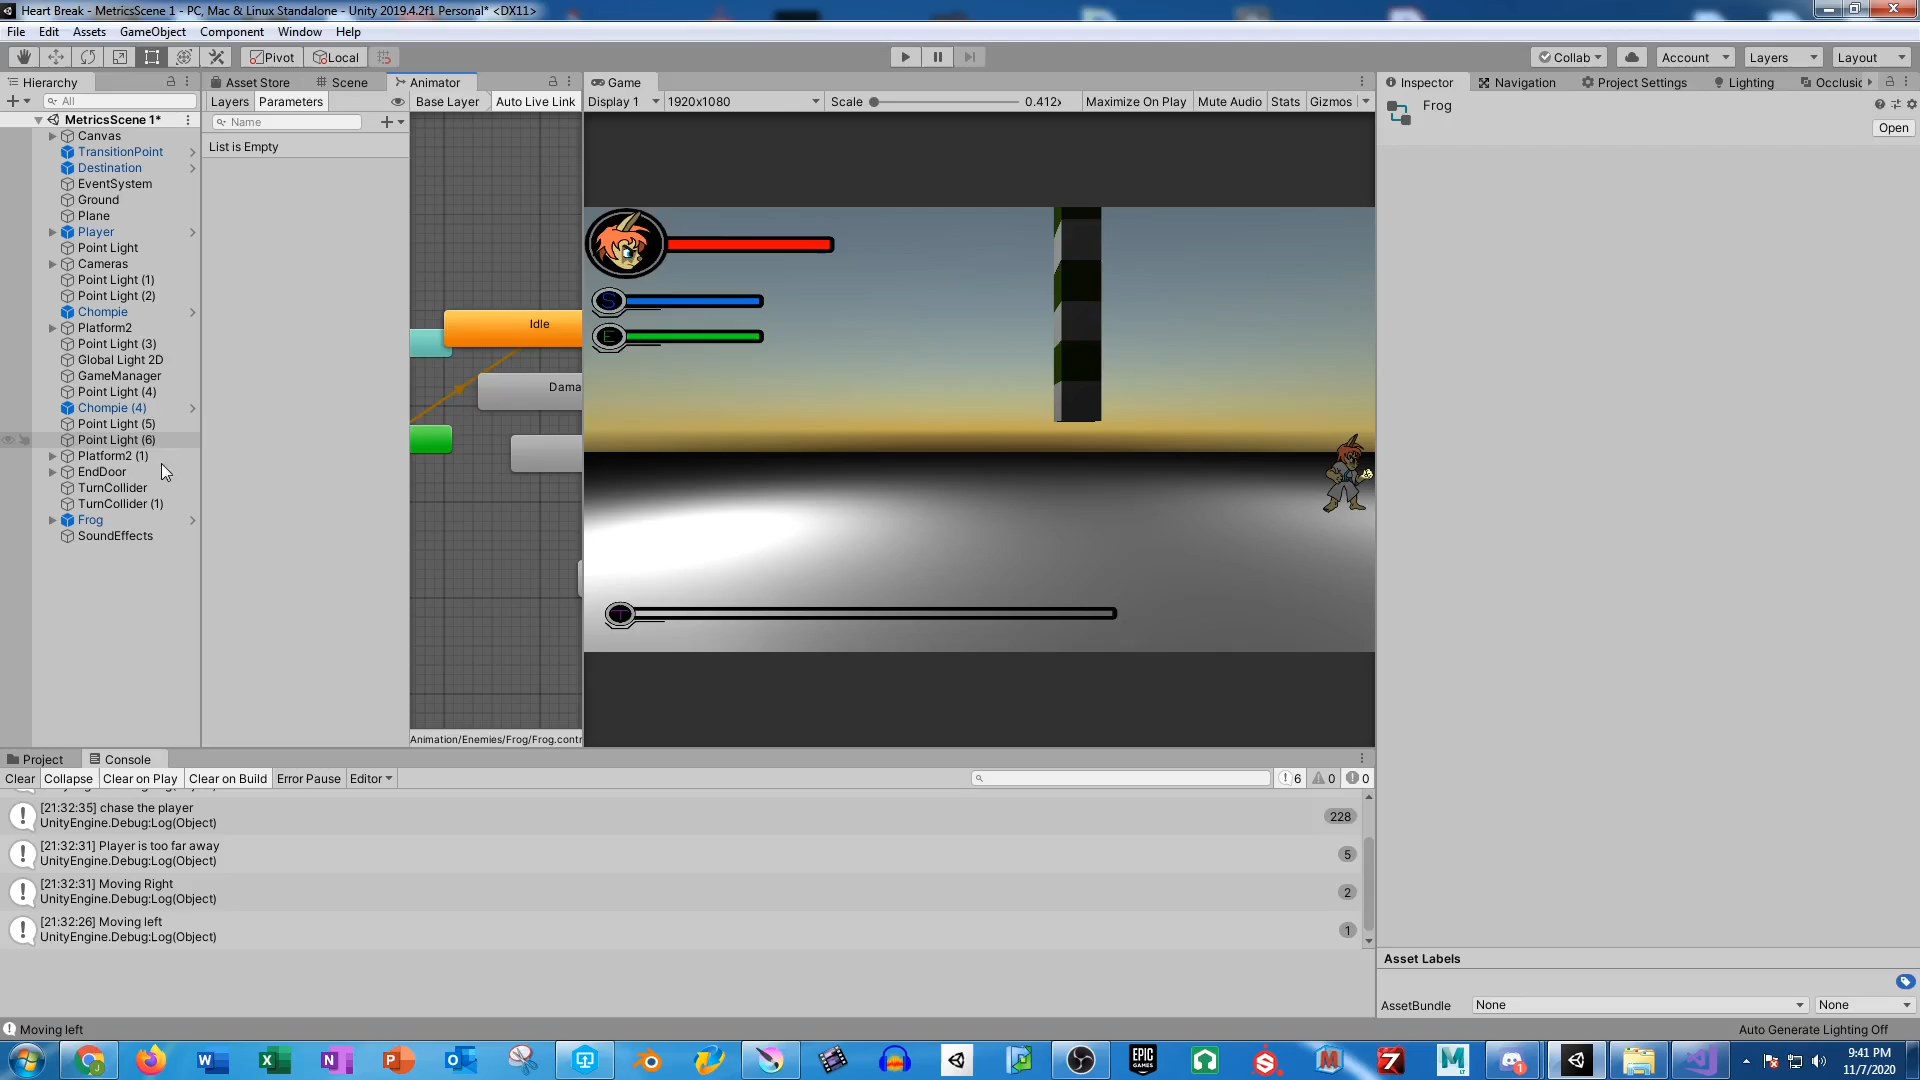 Heart Break - MetricsScene 1 - PC, Mac & Linux Standalone - Unity 2019.4.2f1 Personal* <DX11>
File Edit Assets GameObject Component Window Help
Pivot Local Collab Account Layers Layout
Hierarchy Asset Store Scene Animator Game Inspector Navigation Project Settings Lighting Occlusic
All Layers Parameters Base Layer Auto Live Link Display 1 1920x1080 Scale 0.412x Maximize On Play Mute Audio Stats Gizmos
Frog
Open
MetricsScene 1*
Name
List is Empty
Canvas
TransitionPoint
Destination
EventSystem
Ground
Plane
Player
Point Light
Cameras
Point Light (1)
Point Light (2)
Chompie
Platform2
Point Light (3)
Global Light 2D
GameManager
Point Light (4)
Chompie (4)
Point Light (5)
Point Light (6)
Platform2 (1)
EndDoor
TurnCollider
TurnCollider (1)
Frog
SoundEffects
Idle
Dama
S
E
T
Animation/Enemies/Frog/Frog.contr
Project Console
Clear Collapse Clear on Play Clear on Build Error Pause Editor 6 0 0
[21:32:35] chase the player
UnityEngine.Debug:Log(Object)
228
[21:32:31] Player is too far away
UnityEngine.Debug:Log(Object)
5
[21:32:31] Moving Right
UnityEngine.Debug:Log(Object)
2
[21:32:26] Moving left
UnityEngine.Debug:Log(Object)
1
Asset Labels
AssetBundle None None
Moving left
Auto Generate Lighting Off
9:41 PM
11/7/2020